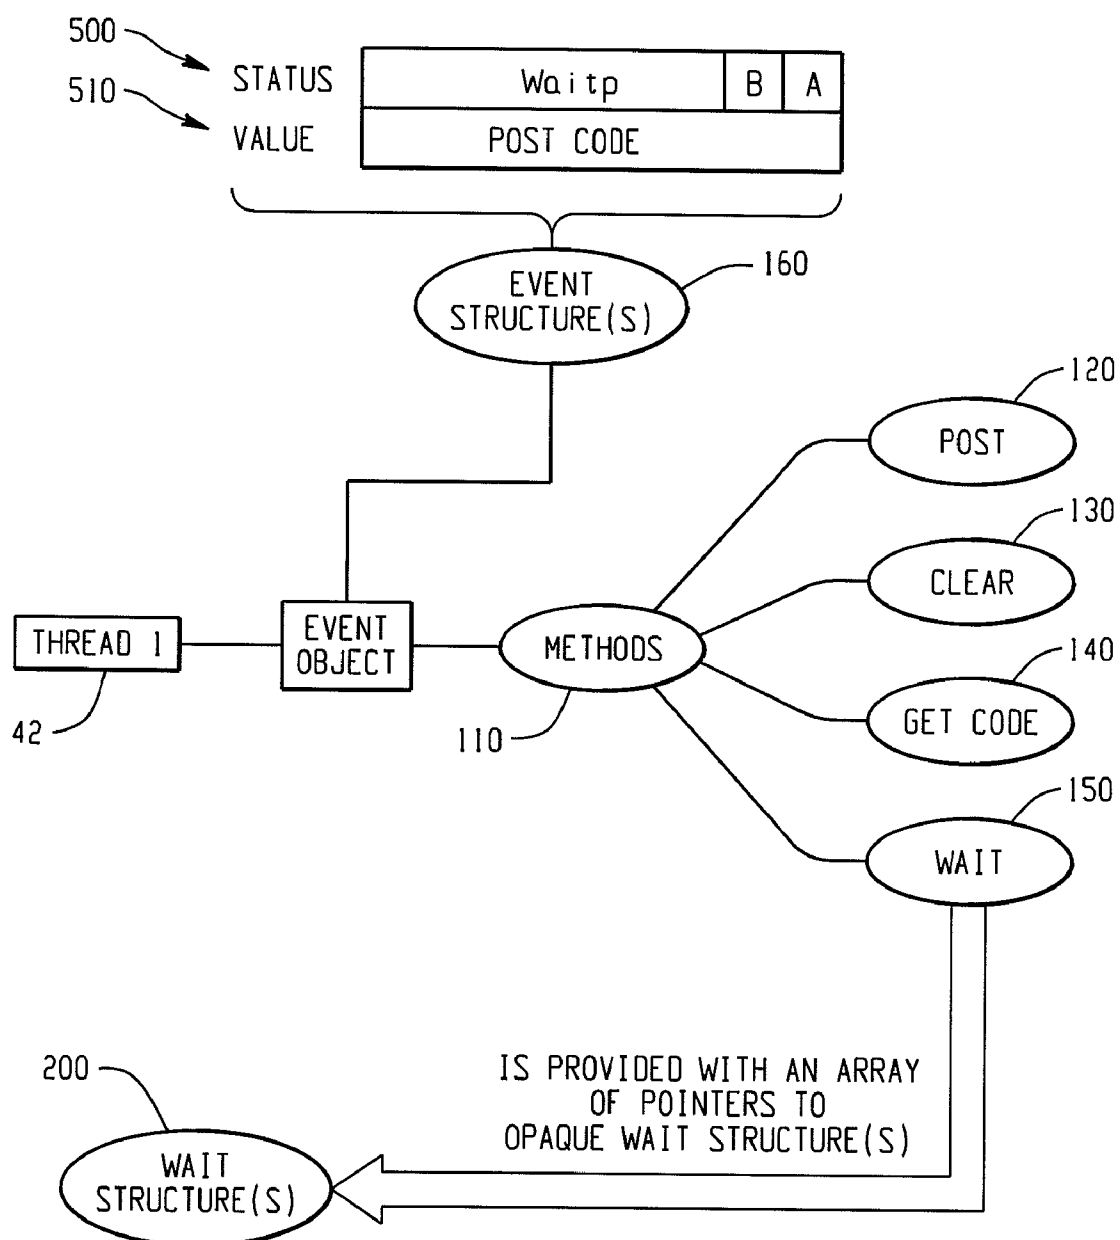 500
STATUS Waitp B A
510
VALUE POST CODE
160
EVENT
STRUCTURE(S)
120
POST
130
CLEAR
THREAD 1
42
EVENT
OBJECT
METHODS
110
140
GET CODE
150
WAIT
IS PROVIDED WITH AN ARRAY
OF POINTERS TO
OPAQUE WAIT STRUCTURE(S)
200
WAIT
STRUCTURE(S)